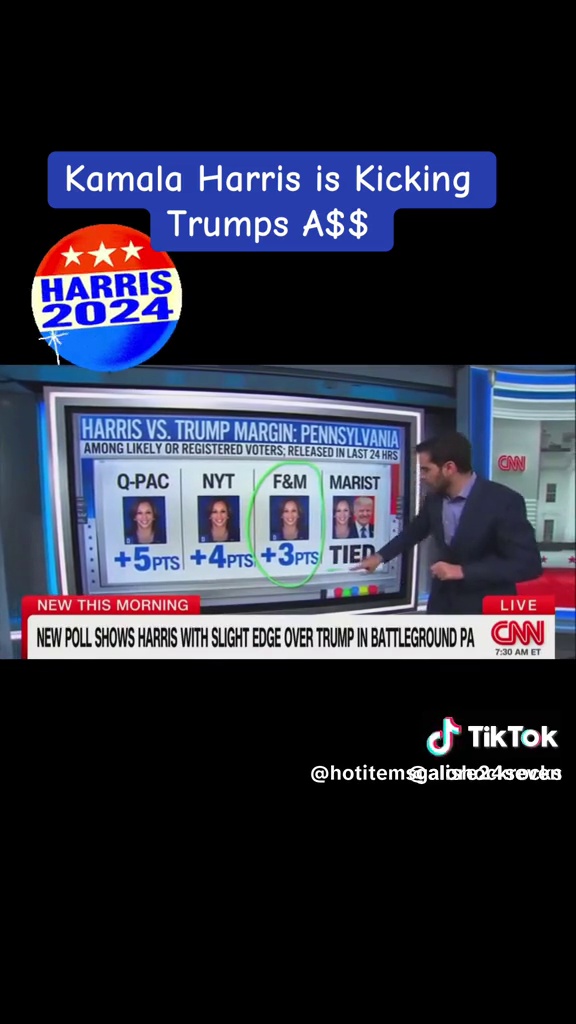 Kamala Harris is Kicking
Trumps A$$
HARRIS
2024
HARRIS VS. TRUMP MARGIN: PENNSYLVANIA
AMONG LIKELY OR REGISTERED VOTERS; RELEASED IN LAST 24 HRS
Q-PAC NYT F&M MARIST
+5PTS +4PTS +3PTS TIED
CNN
NEW THIS MORNING
LIVE
NEW POLL SHOWS HARRIS WITH SLIGHT EDGE OVER TRUMP IN BATTLEGROUND PA
CNN
7:30 AM ET
TikTok